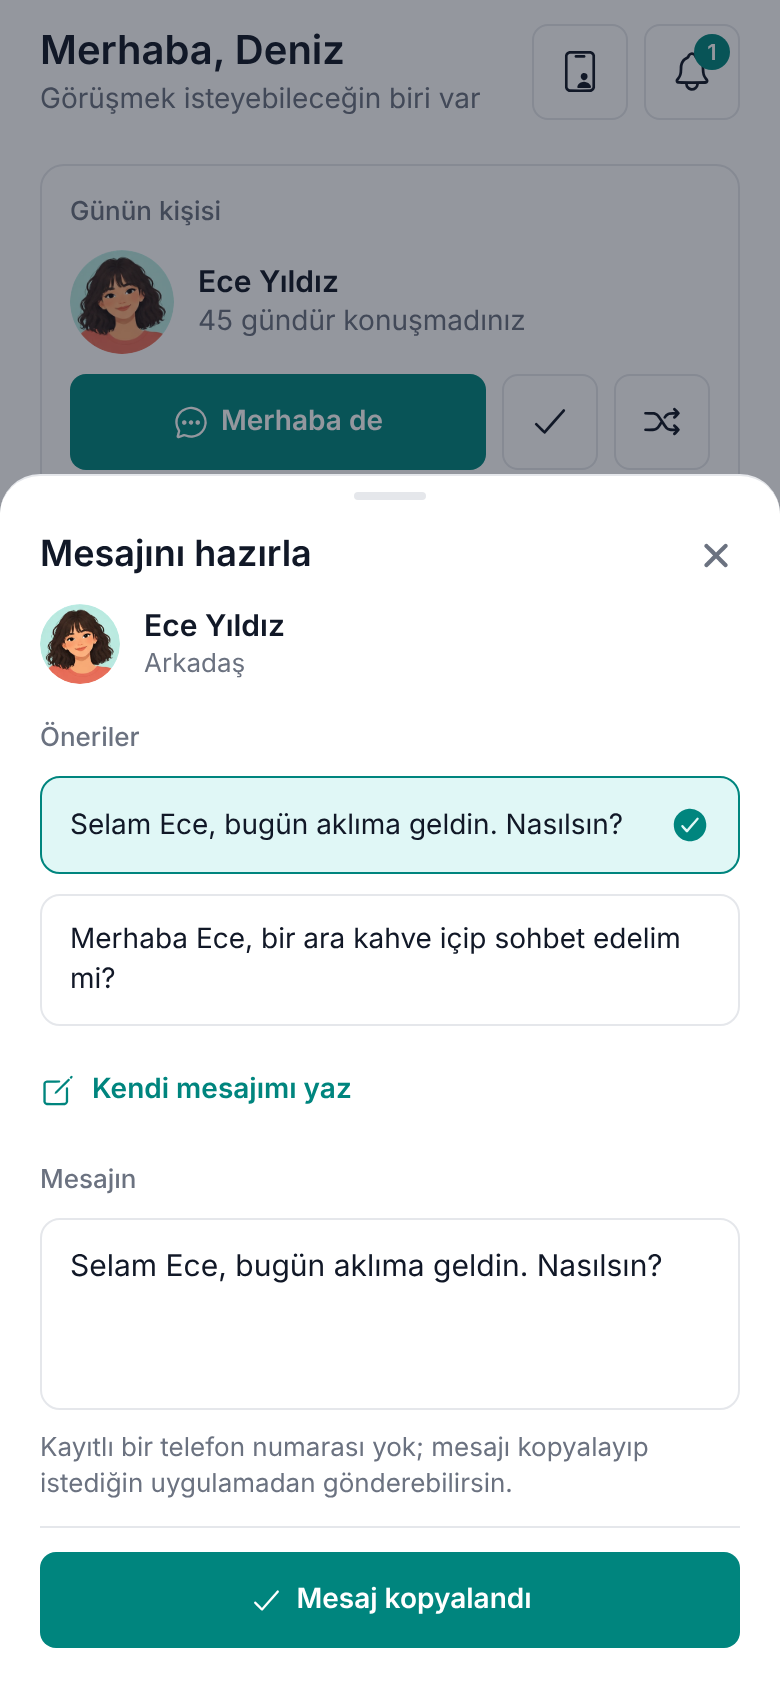 Merhaba, Deniz
Görüşmek isteyebileceğin biri var
1
Günün kişisi
Ece Yıldız
45 gündür konuşmadınız
Merhaba de
Mesajını hazırla
Ece Yıldız
Arkadaş
Öneriler
Selam Ece, bugün aklıma geldin. Nasılsın?
Merhaba Ece, bir ara kahve içip sohbet edelim
mi?
Kendi mesajımı yaz
Mesajın
Selam Ece, bugün aklıma geldin. Nasılsın?
Kayıtlı bir telefon numarası yok; mesajı kopyalayıp
istediğin uygulamadan gönderebilirsin.
Mesaj kopyalandı